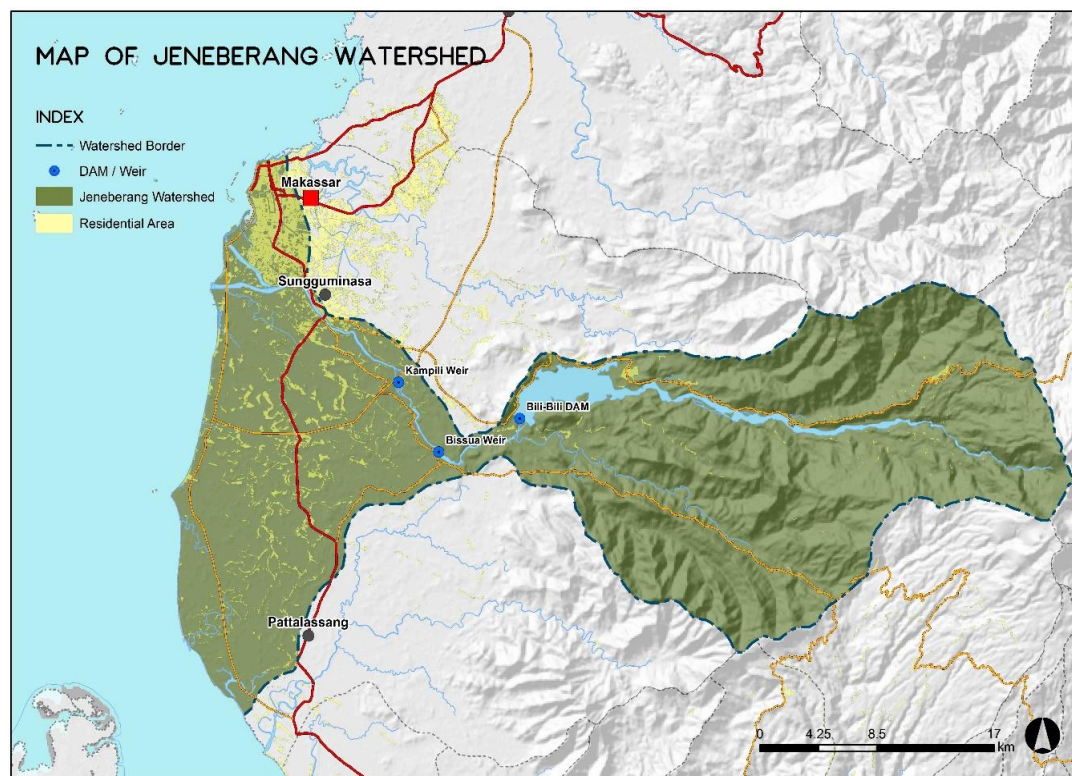 MAP OF JENEBERANG WATERSHED
INDEX
Watershed Border
DAM / Weir
Jeneberang Watershed
Residential Area
Makassar
Sungguminasa
Kampili Weir
Bili-Bili DAM
Bissua Weir
Pattalassang
0 4.25 8.5 17
km